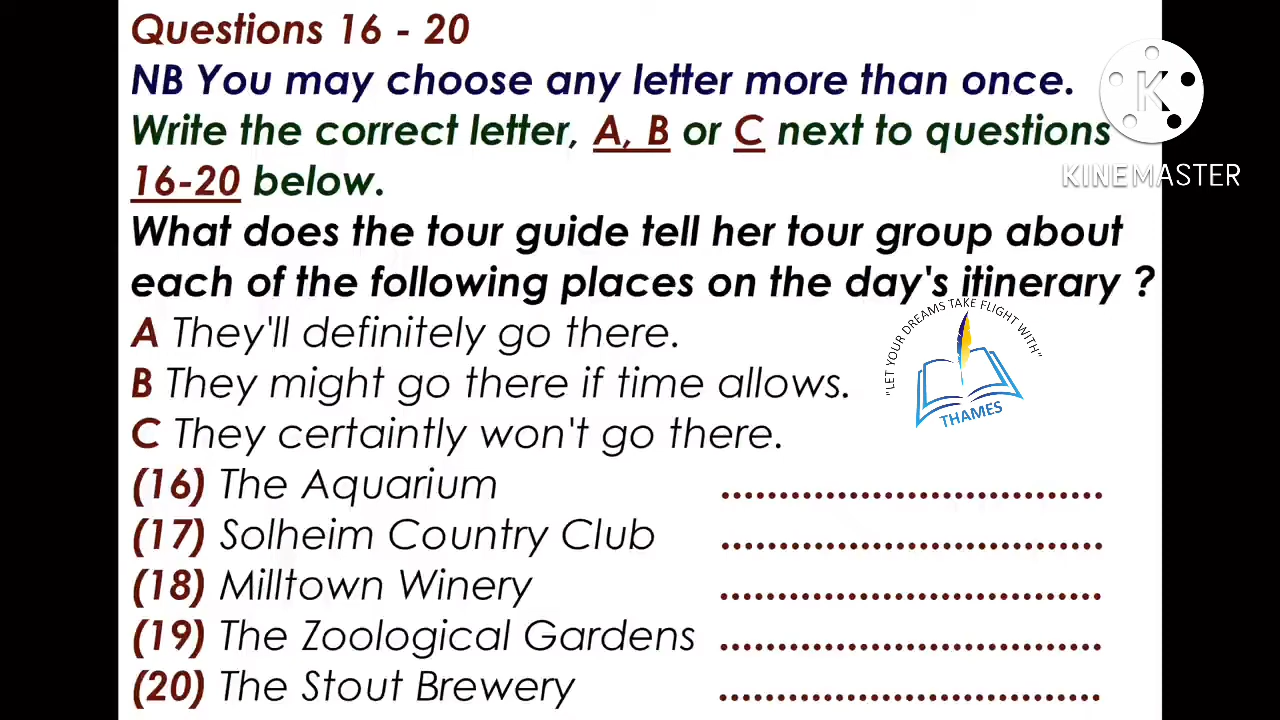 Questions 16 - 20
NB You may choose any letter more than once.
Write the correct letter, A, B or C next to questions
16-20 below.
What does the tour guide tell her tour group about
each of the following places on the day's itinerary ?
A They'll definitely go there.
B They might go there if time allows.
C They certaintly won't go there.
(16) The Aquarium .................................
(17) Solheim Country Club .................................
(18) Milltown Winery .................................
(19) The Zoological Gardens .................................
(20) The Stout Brewery .................................
K
KINEMASTER
"LET YOUR DREAMS TAKE FLIGHT WITH"
THAMES